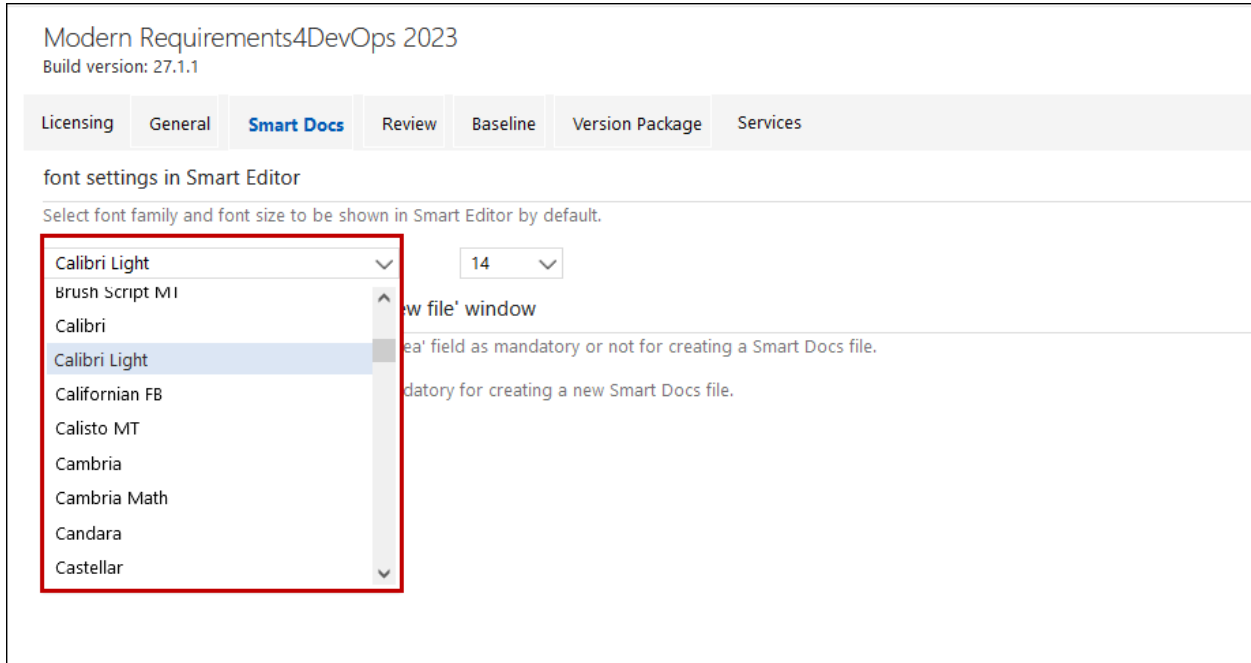 Modern Requirements4DevOps 2023
Build version: 27.1.1
Licensing General Smart Docs Review Baseline Version Package Services
font settings in Smart Editor
Select font family and font size to be shown in Smart Editor by default.
Calibri Light 14
Brush Script MT
ew file' window
Calibri
ea' field as mandatory or not for creating a Smart Docs file.
Calibri Light
Californian FB
datory for creating a new Smart Docs file.
Calisto MT
Cambria
Cambria Math
Candara
Castellar